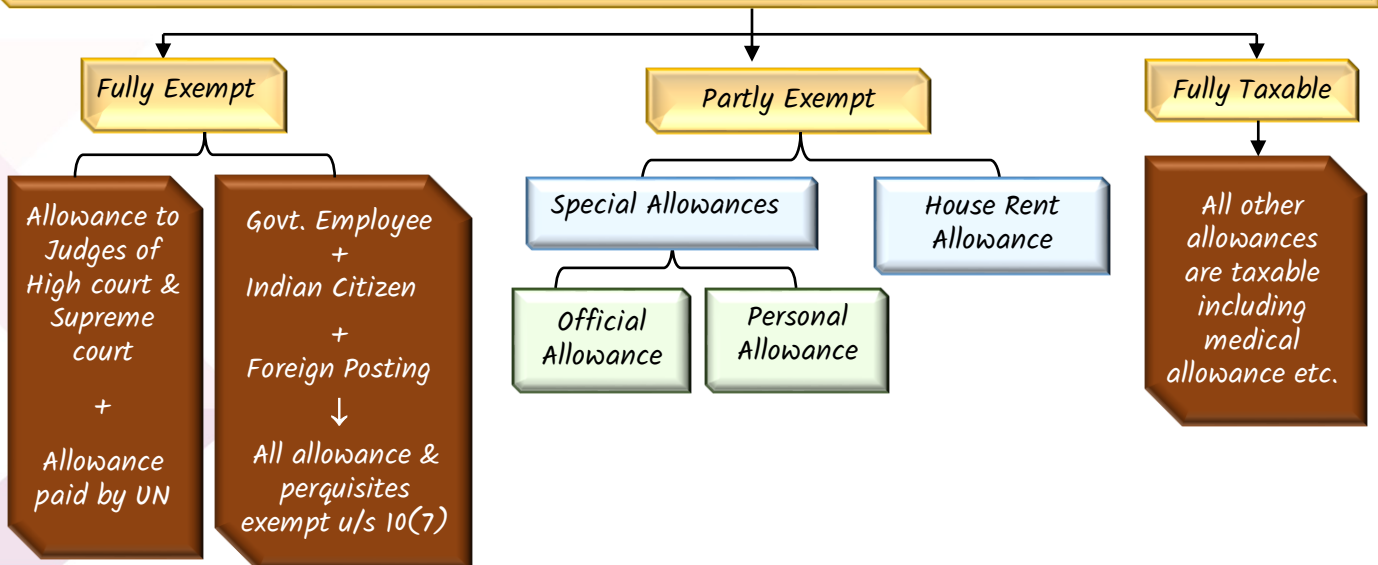 Fully Exempt
Partly Exempt
Fully Taxable
Allowance to
Judges of
High court &
Supreme
court
+
Allowance
paid by UN
Govt. Employee
+
Indian Citizen
+
Foreign Posting
↓
All allowance &
perquisites
exempt u/s 10(7)
Special Allowances
Official
Allowance
Personal
Allowance
House Rent
Allowance
All other
allowances
are taxable
including
medical
allowance etc.